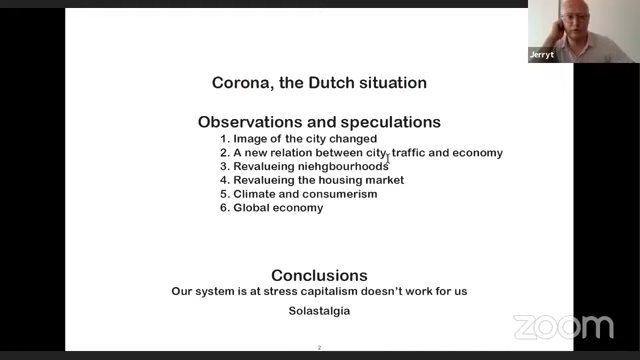 Jerryt
Corona, the Dutch situation
Observations and speculations
1. Image of the city changed
2. A new relation between city, traffic and economy
3. Revalueing niehgbourhoods
4. Revalueing the housing market
5. Climate and consumerism
6. Global economy
Conclusions
Our system is at stress capitalism doesn't work for us
Solastalgia
2
zoom